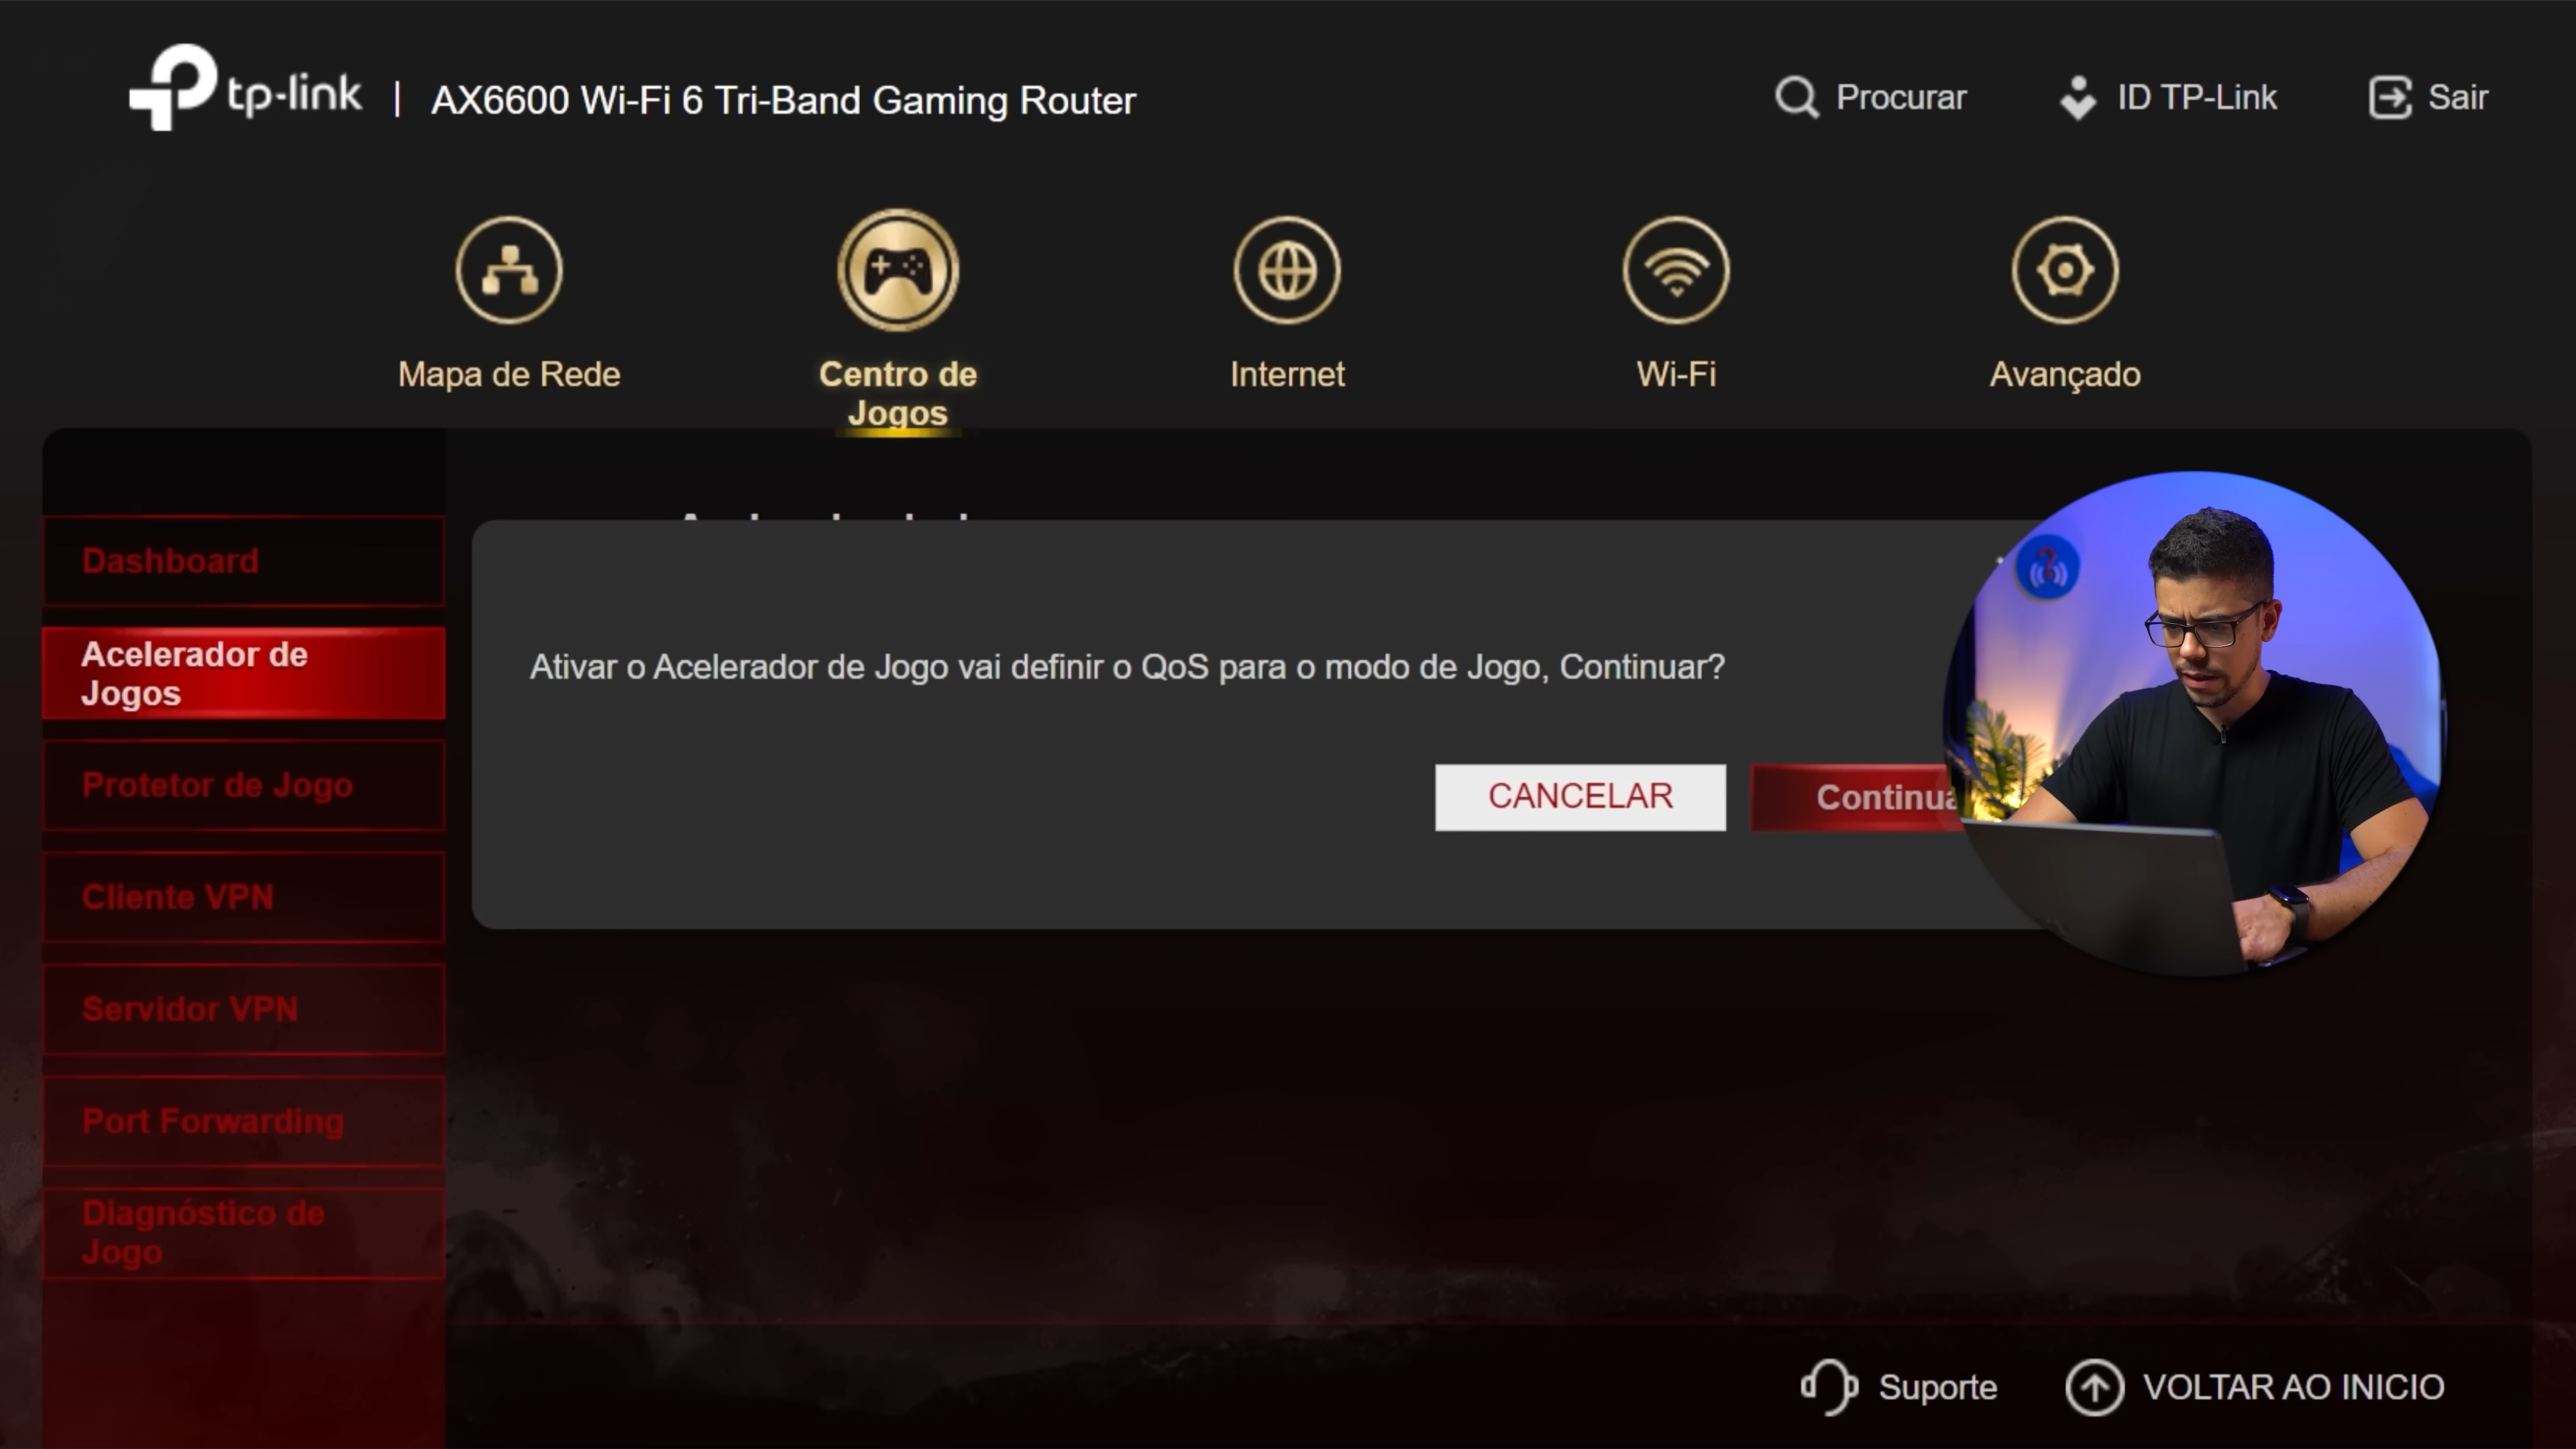 tp-link | AX6600 Wi-Fi 6 Tri-Band Gaming Router
Procurar
ID TP-Link
Sair
Mapa de Rede
Centro de
Jogos
Internet
Wi-Fi
Avançado
Dashboard
Acelerador de
Jogos
Protetor de Jogo
Cliente VPN
Servidor VPN
Port Forwarding
Diagnóstico de
Jogo
Ativar o Acelerador de Jogo vai definir o QoS para o modo de Jogo, Continuar?
CANCELAR
Suporte
VOLTAR AO INICIO